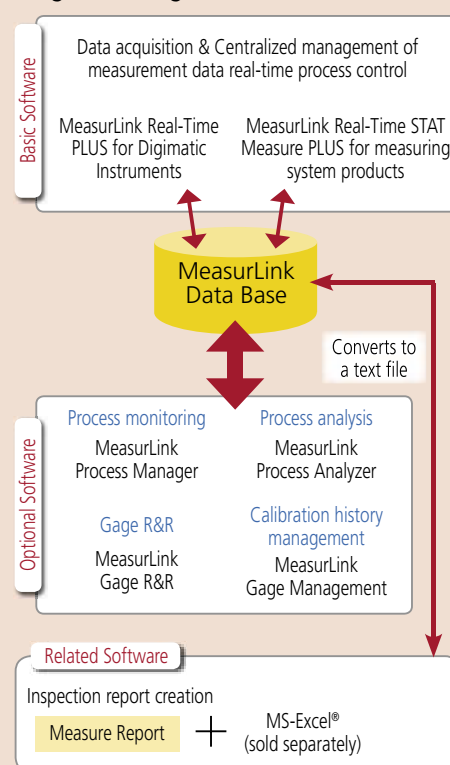 Basic Software
Data acquisition & Centralized management of
measurement data real-time process control
MeasurLink Real-Time
PLUS for Digimatic
Instruments
MeasurLink Real-Time STAT
Measure PLUS for measuring
system products
MeasurLink
Data Base
Converts to
a text file
Optional Software
Process monitoring
MeasurLink
Process Manager
Process analysis
MeasurLink
Process Analyzer
Gage R&R
MeasurLink
Gage R&R
Calibration history
management
MeasurLink
Gage Management
Related Software
Inspection report creation
Measure Report
+
MS-Excel®
(sold separately)